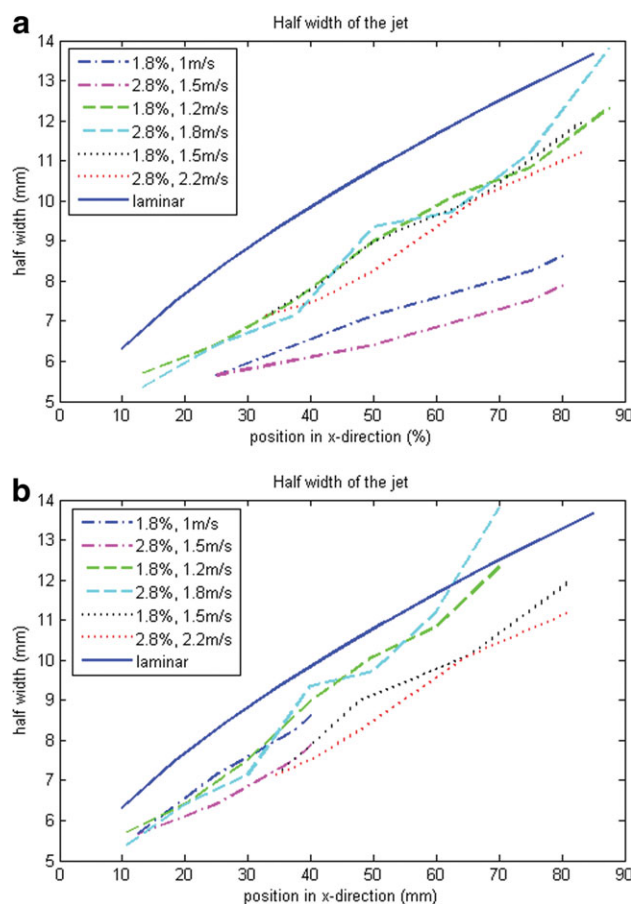 a
Half width of the jet
14
13
12
11
10
9
8
7
6
5
half width (mm)
1.8%, 1m/s
2.8%, 1.5m/s
1.8%, 1.2m/s
2.8%, 1.8m/s
1.8%, 1.5m/s
2.8%, 2.2m/s
laminar
0 10 20 30 40 50 60 70 80 90
position in x-direction (%)
b
Half width of the jet
14
13
12
11
10
9
8
7
6
5
half width (mm)
1.8%, 1m/s
2.8%, 1.5m/s
1.8%, 1.2m/s
2.8%, 1.8m/s
1.8%, 1.5m/s
2.8%, 2.2m/s
laminar
0 10 20 30 40 50 60 70 80 90
position in x-direction (mm)